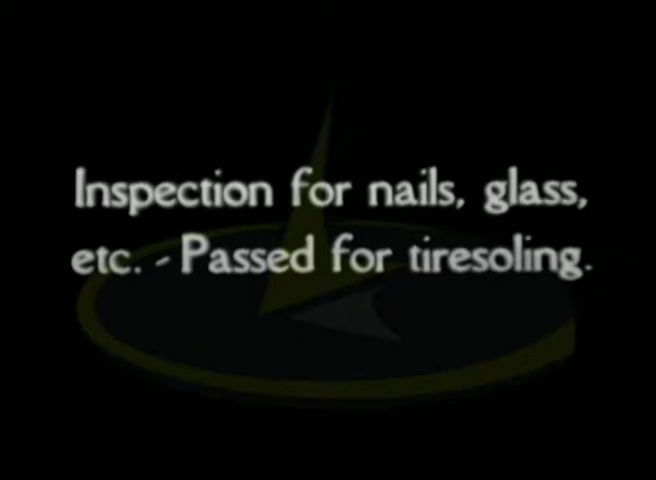 Inspection for nails, glass,
etc. - Passed for tiresoling.